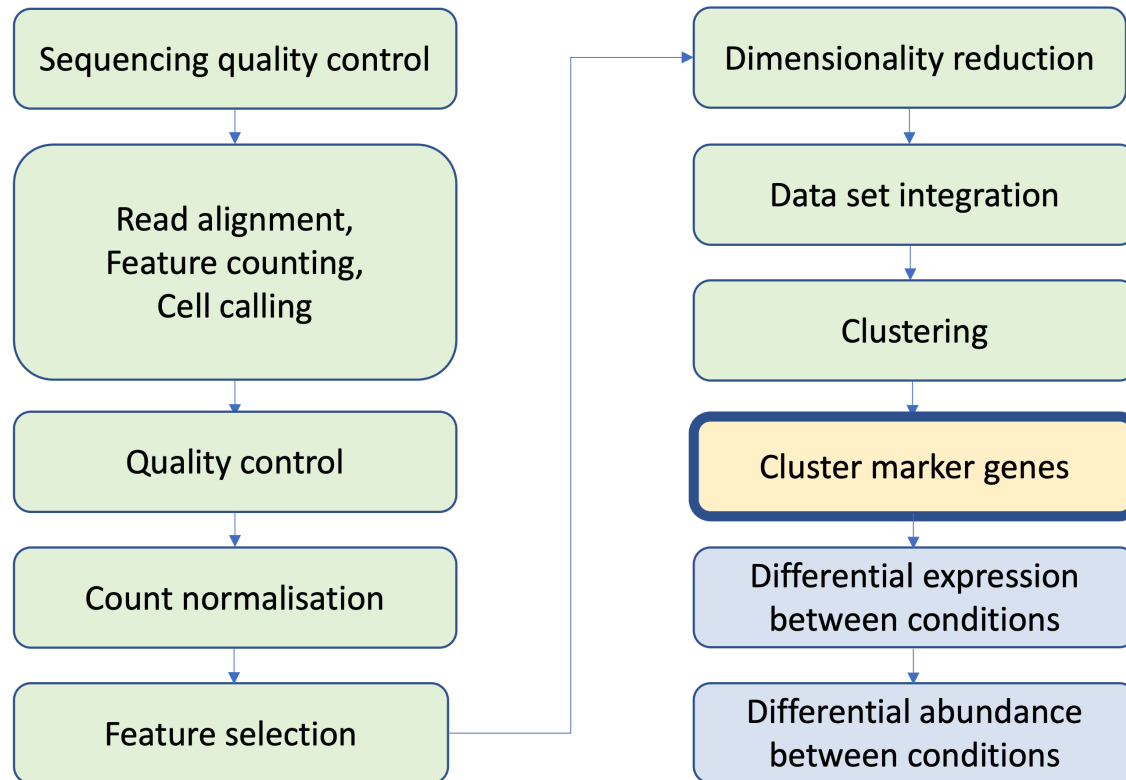 Sequencing quality control
Read alignment,
Feature counting,
Cell calling
Quality control
Count normalisation
Feature selection
Dimensionality reduction
Data set integration
Clustering
Cluster marker genes
Differential expression
between conditions
Differential abundance
between conditions